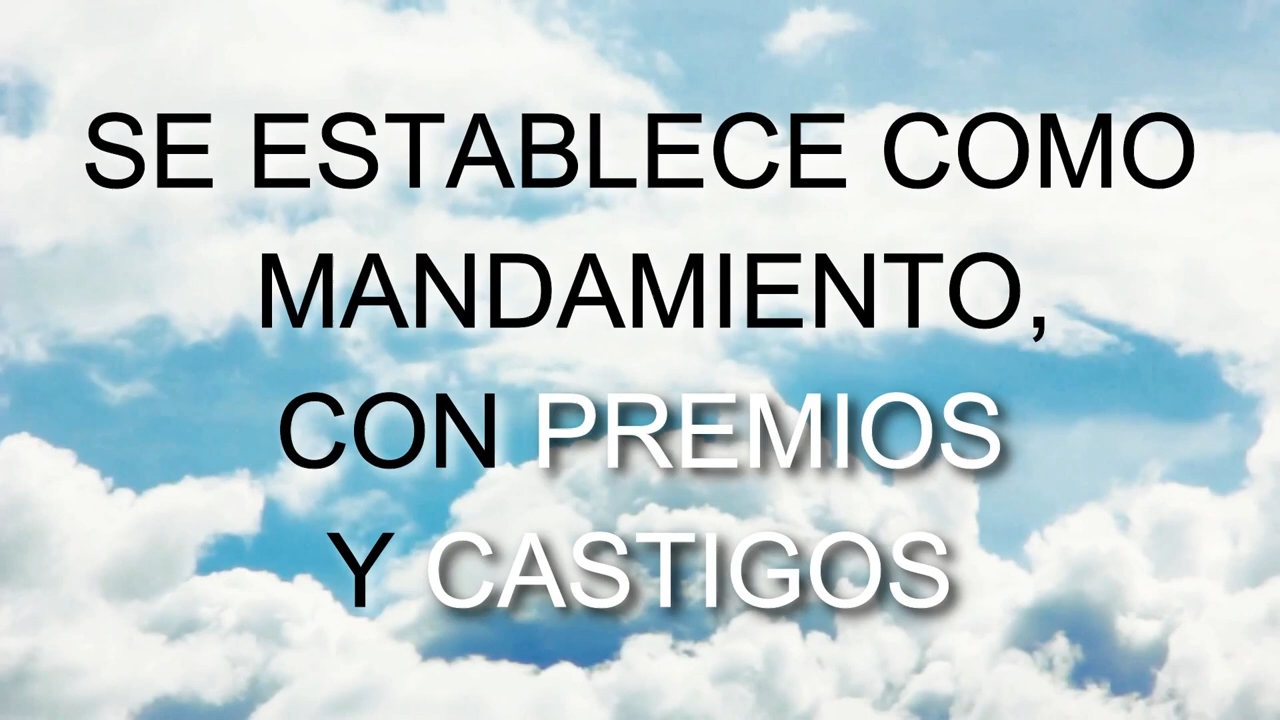 SE ESTABLECE COMO
MANDAMIENTO,
CON PREMIOS
Y CASTIGOS